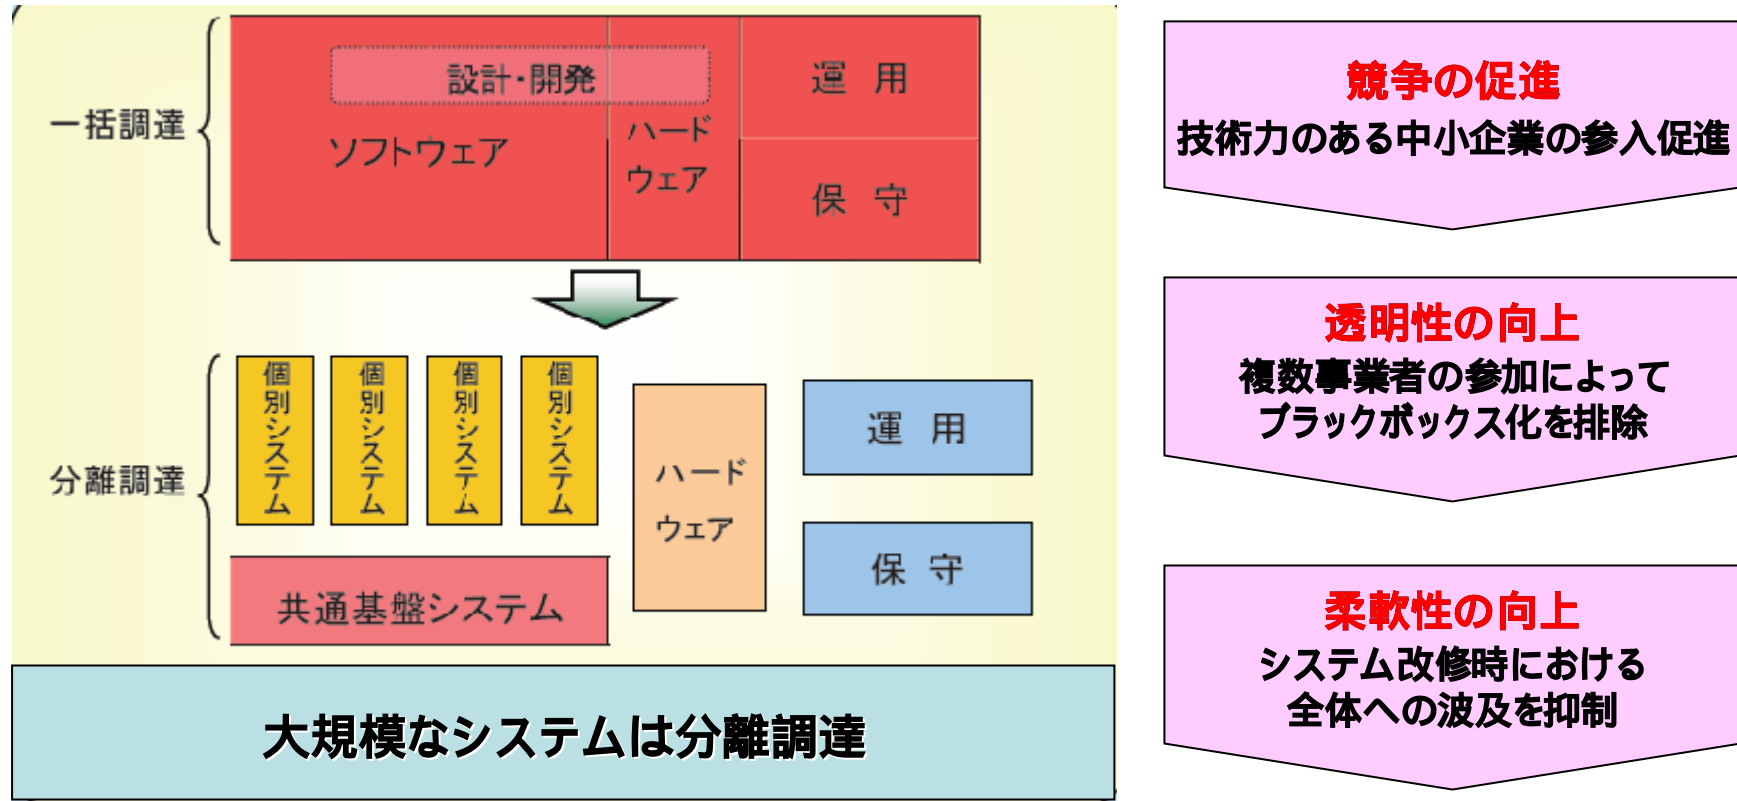 一括調達
設計・開発
ソフトウェア
ハード
ウェア
運 用
保 守
分離調達
個別システム
個別システム
個別システム
個別システム
共通基盤システム
ハード
ウェア
運 用
保 守
大規模なシステムは分離調達
競争の促進
技術力のある中小企業の参入促進
透明性の向上
複数事業者の参加によって
ブラックボックス化を排除
柔軟性の向上
システム改修時における
全体への波及を抑制